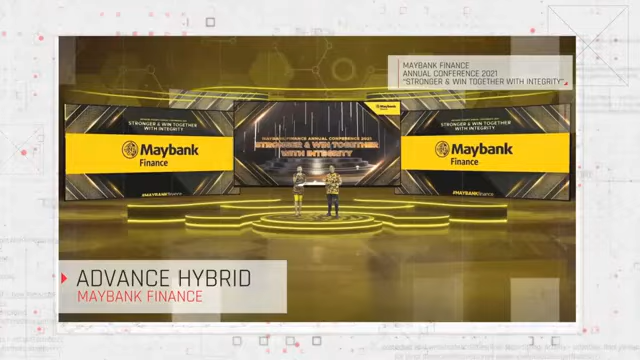 MAYBANK FINANCE
ANNUAL CONFERENCE 2021
"STRONGER & WIN TOGETHER WITH INTEGRITY"
STRONGER & WIN TOGETHER
WITH INTEGRITY
Maybank
Finance
#MAYBANKfinance
Maybank
MAYBANK FINANCE ANNUAL CONFERENCE 2021
STRONGER & WIN TOGETHER
WITH INTEGRITY
STRONGER & WIN TOGETHER
WITH INTEGRITY
Maybank
Finance
#MAYBANKfinance
ADVANCE HYBRID
MAYBANK FINANCE